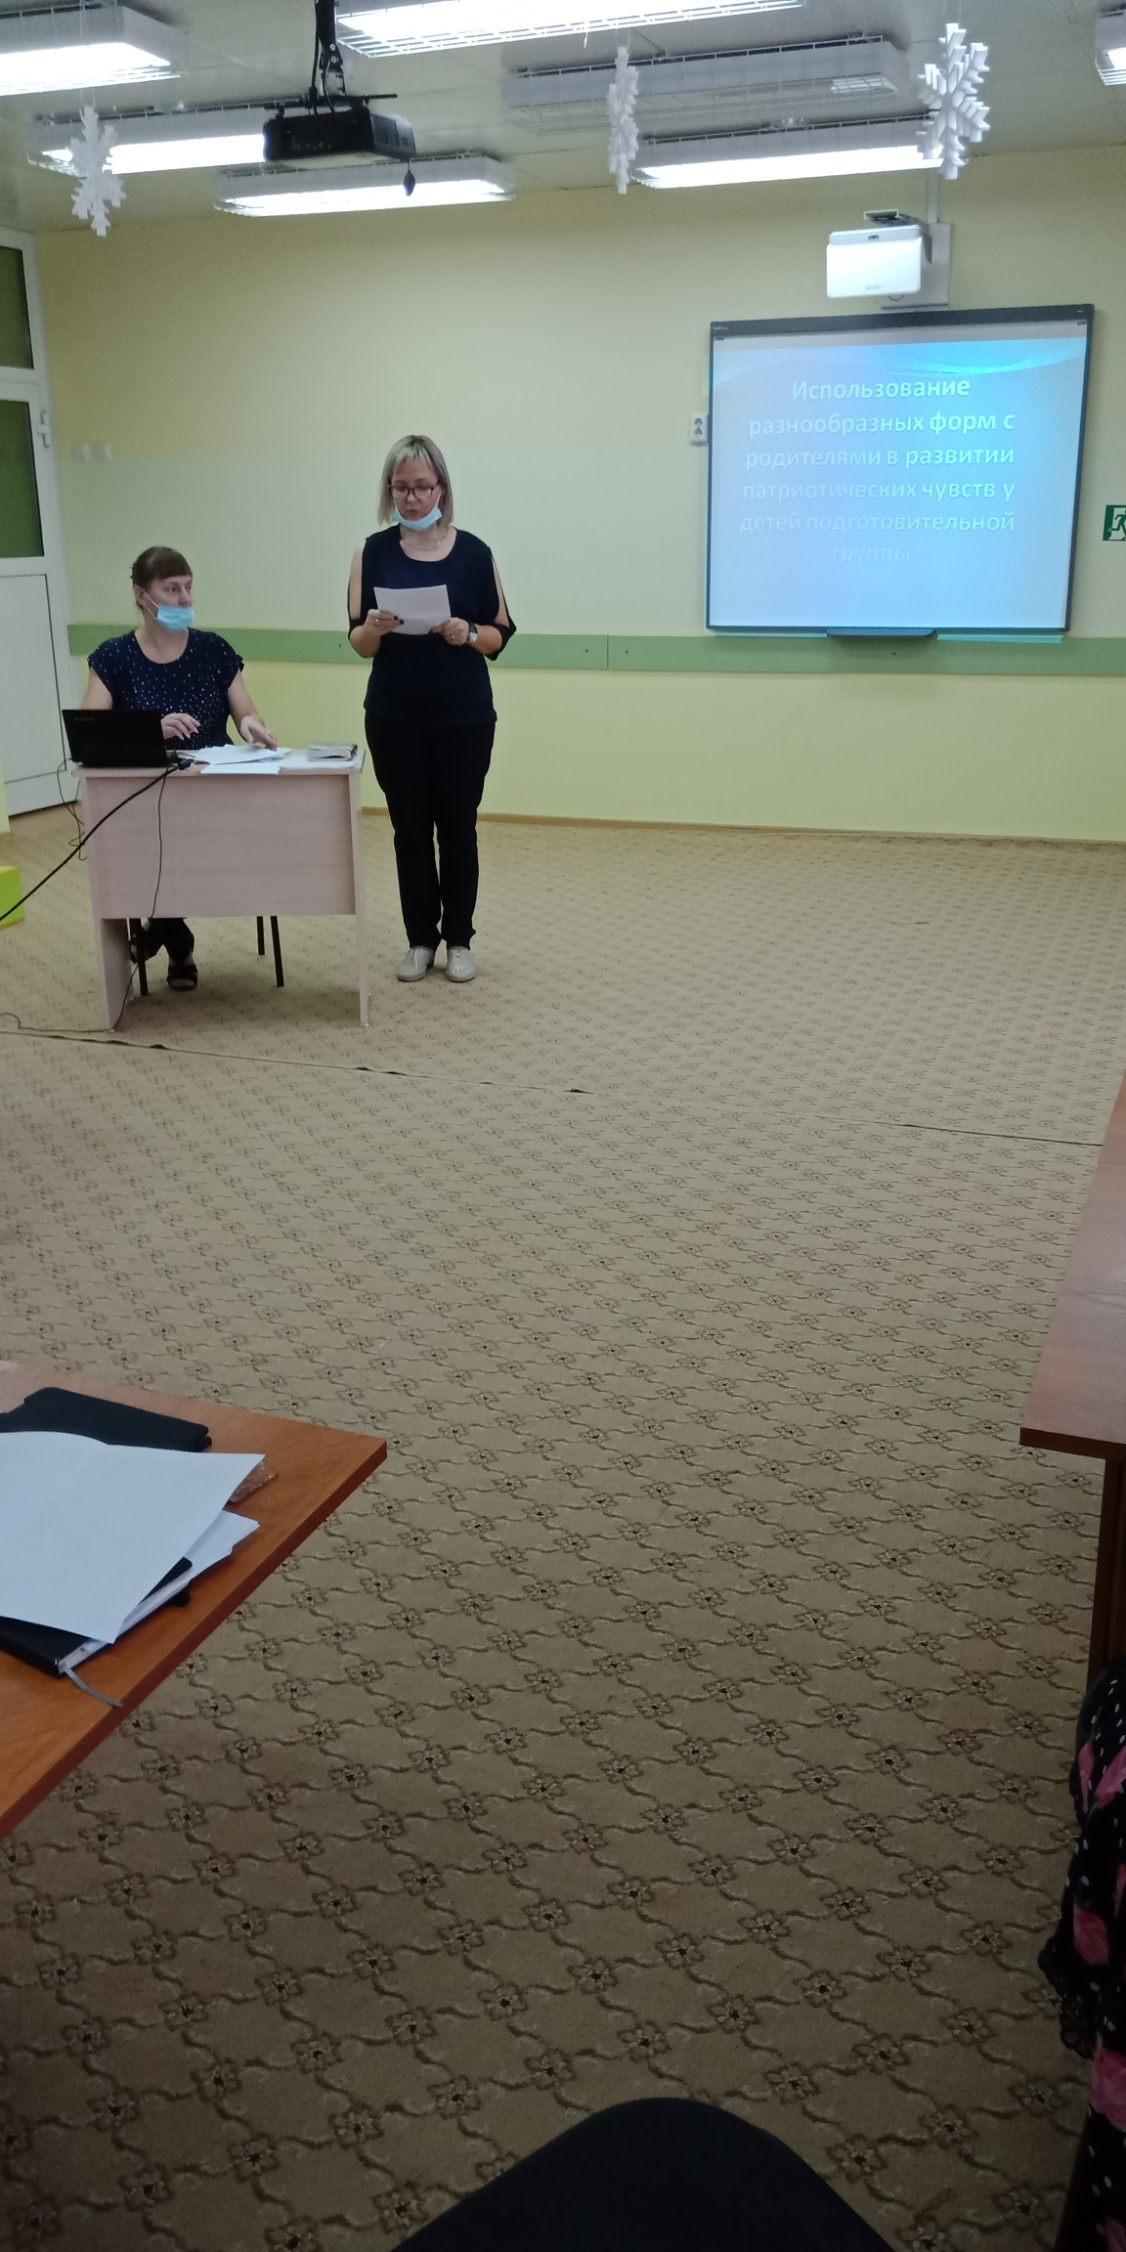 Использование
разнообразных форм с
родителями в развитии
патриотических чувств у
детей подготовительной
группы